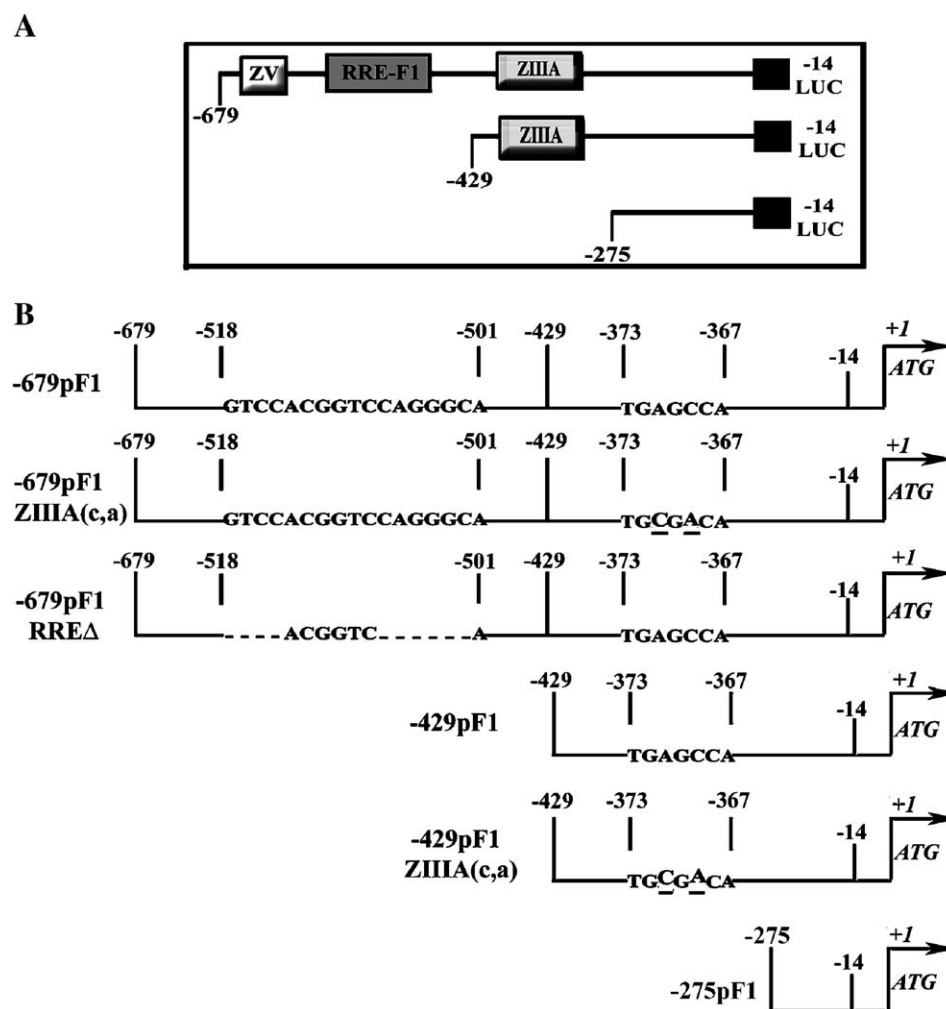 A
ZV RRE-F1 ZIIIA -14
LUC
-679
ZIIIA -14
LUC
-429
-14
LUC
-275
B
-679 -518 -501 -429 -373 -367 +1
-14
-679pF1 ATG
GTCCACGGTCCAGGGCA TGAGCCA
-679 -518 -501 -429 -373 -367 +1
-679pF1 -14
ZIIIA(c,a) ATG
GTCCACGGTCCAGGGCA TGCGACA
-679 -518 -501 -429 -373 -367 +1
-679pF1 -14
RREΔ ATG
ACGGTC A TGAGCCA
-429 -373 -367 +1
-14
-429pF1 ATG
TGAGCCA
-429 -373 -367 +1
-429pF1 -14
ZIIIA(c,a) ATG
TGCGACA
-275 +1
-14
-275pF1 ATG